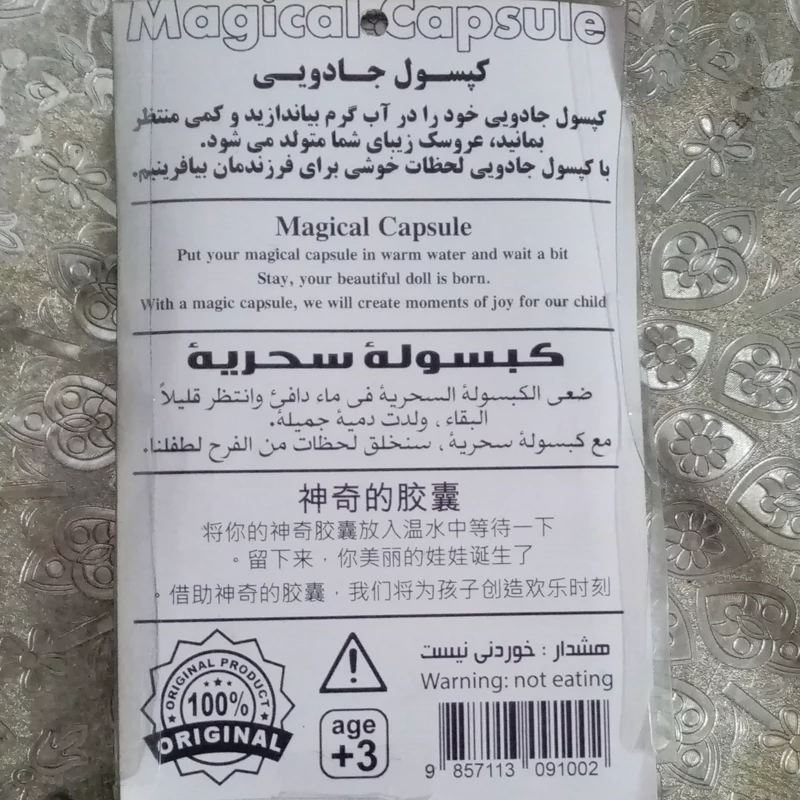 Magical Capsule
کپسول جادویی
کپسول جادویی خود را در آب گرم بیاندازید و کمی منتظر
بمانید، عروسک زیبای شما متولد می شود.
با کپسول جادویی لحظات خوشی برای فرزندمان بیافرینیم.
Magical Capsule
Put your magical capsule in warm water and wait a bit
Stay, your beautiful doll is born.
With a magic capsule, we will create moments of joy for our child
كبسولة سحرية
ضعى الكبسولة السحرية فى ماء دافئ وانتظر قليلاً
البقاء ، ولدت دمية جميلة.
مع كبسولة سحرية ، سنخلق لحظات من الفرح لطفلنا.
神奇的胶囊
将你的神奇胶囊放入温水中等待一下
。留下来，你美丽的娃娃诞生了
。借助神奇的胶囊，我们将为孩子创造欢乐时刻
ORIGINAL PRODUCT
100%
ORIGINAL
age
+3
هشدار : خوردنی نیست
Warning: not eating
9 857113 091002